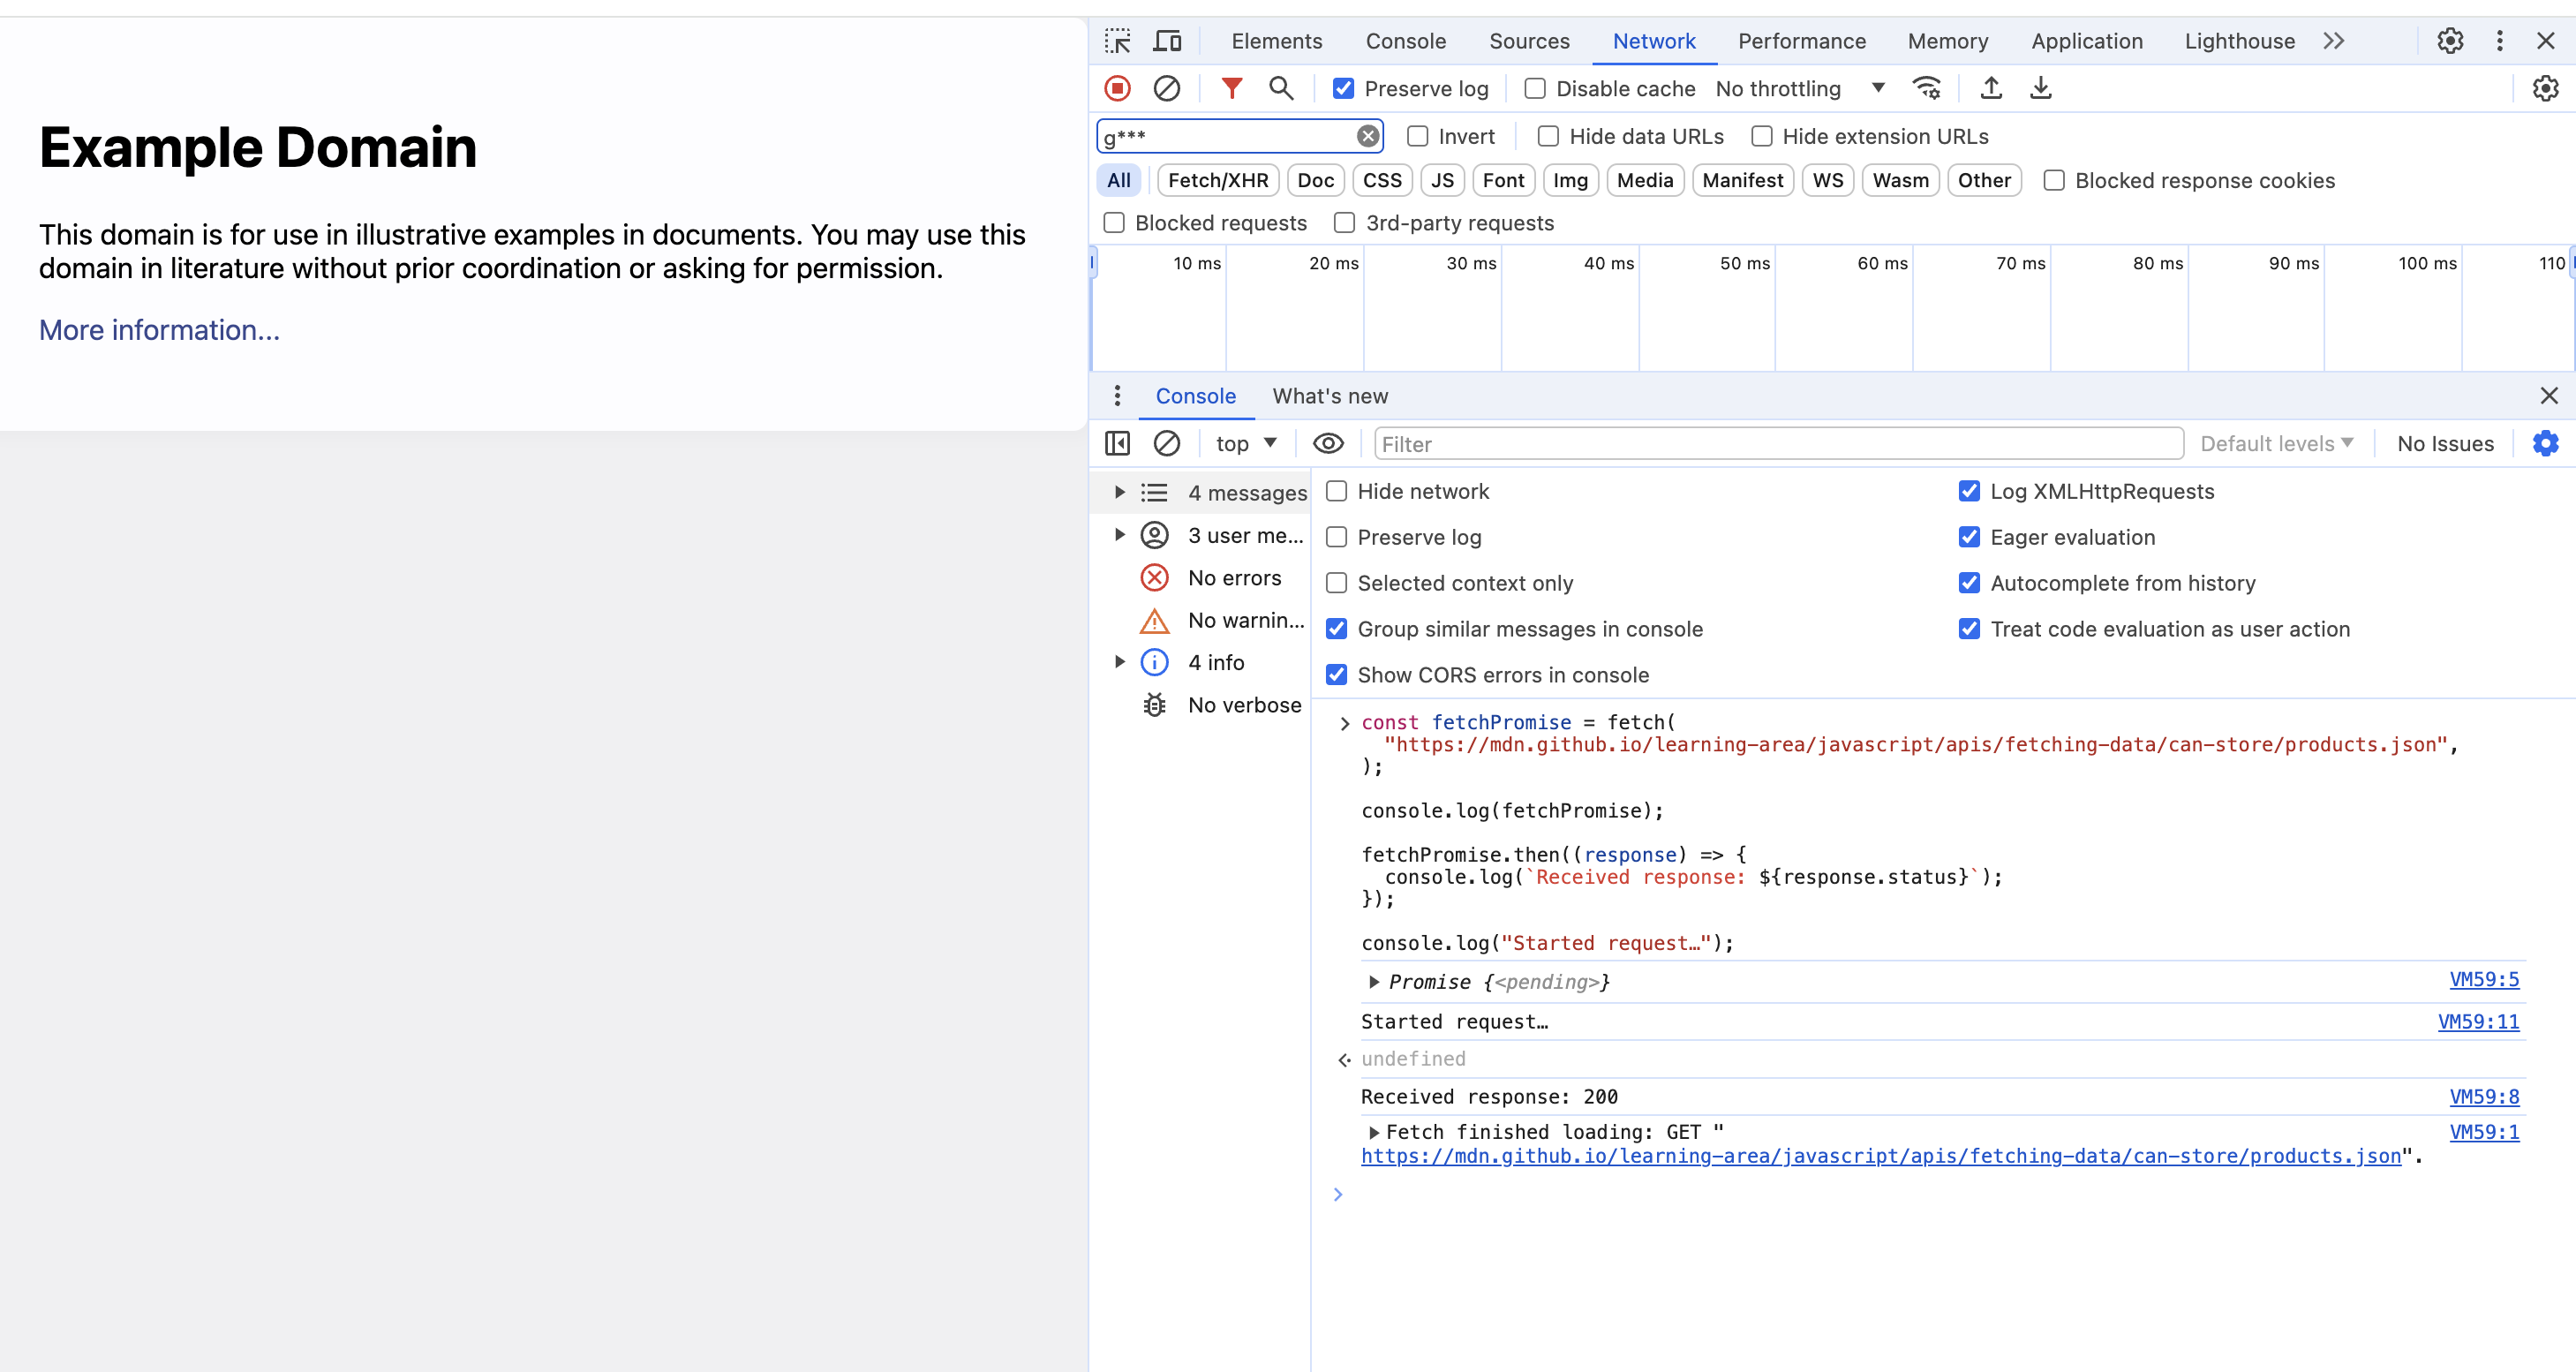 Example Domain
This domain is for use in illustrative examples in documents. You may use this
domain in literature without prior coordination or asking for permission.
More information...
Elements Console Sources Network Performance Memory Application Lighthouse
Preserve log Disable cache No throttling
g*** Invert Hide data URLs Hide extension URLs
All Fetch/XHR Doc CSS JS Font Img Media Manifest WS Wasm Other Blocked response cookies
Blocked requests 3rd-party requests
10 ms 20 ms 30 ms 40 ms 50 ms 60 ms 70 ms 80 ms 90 ms 100 ms 110
Console What's new
top Filter Default levels No Issues
4 messages
3 user me...
No errors
No warnin...
4 info
No verbose
Hide network Log XMLHttpRequests
Preserve log Eager evaluation
Selected context only Autocomplete from history
Group similar messages in console Treat code evaluation as user action
Show CORS errors in console
const fetchPromise = fetch(
"https://mdn.github.io/learning-area/javascript/apis/fetching-data/can-store/products.json",
);
console.log(fetchPromise);
fetchPromise.then((response) => {
console.log(`Received response: ${response.status}`);
});
console.log("Started request…");
Promise {<pending>} VM59:5
Started request… VM59:11
undefined
Received response: 200 VM59:8
Fetch finished loading: GET " VM59:1
https://mdn.github.io/learning-area/javascript/apis/fetching-data/can-store/products.json".